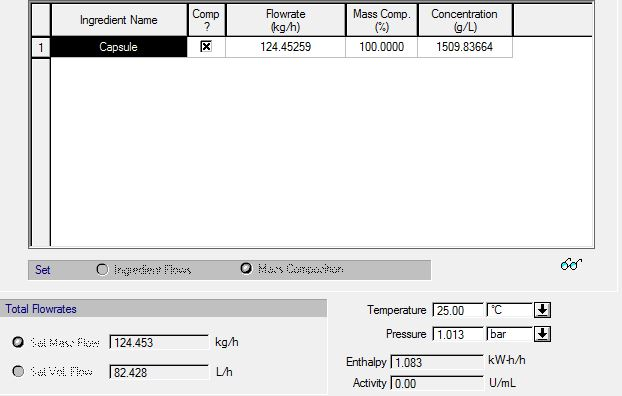 Ingredient Name Comp ? Flowrate (kg/h) Mass Comp. (%) Concentration (g/L)
1 Capsule 124.45259 100.0000 1509.83664
Set Ingredient Flows Mass Composition
Total Flowrates
Set Mass Flow 124.453 kg/h
Set Vol. Flow 82.428 L/h
Temperature 25.00 °C
Pressure 1.013 bar
Enthalpy 1.083 kW-h/h
Activity 0.00 U/mL